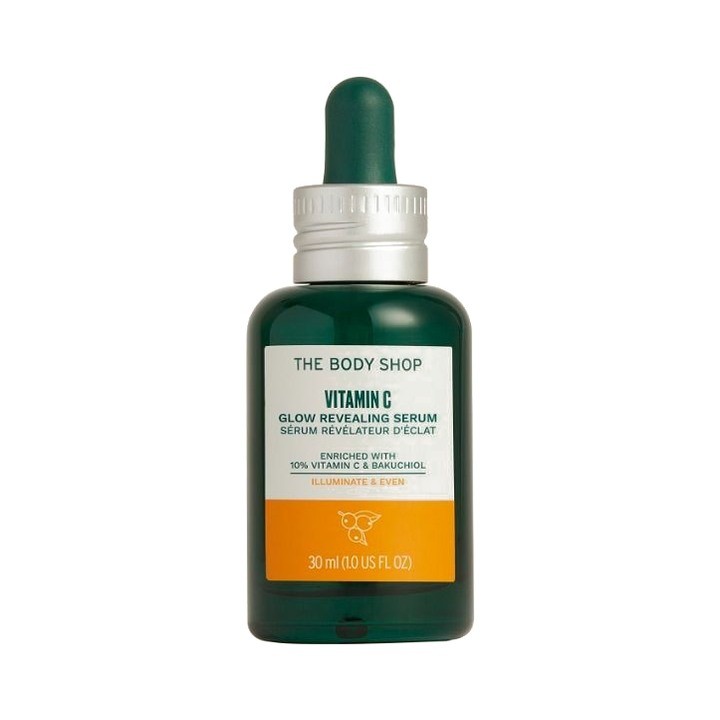 THE BODY SHOP
VITAMIN C
GLOW REVEALING SERUM
SÉRUM RÉVÉLATEUR D'ÉCLAT
ENRICHED WITH
10% VITAMIN C & BAKUCHIOL
ILLUMINATE & EVEN
30 ml (1.0 US FL OZ)